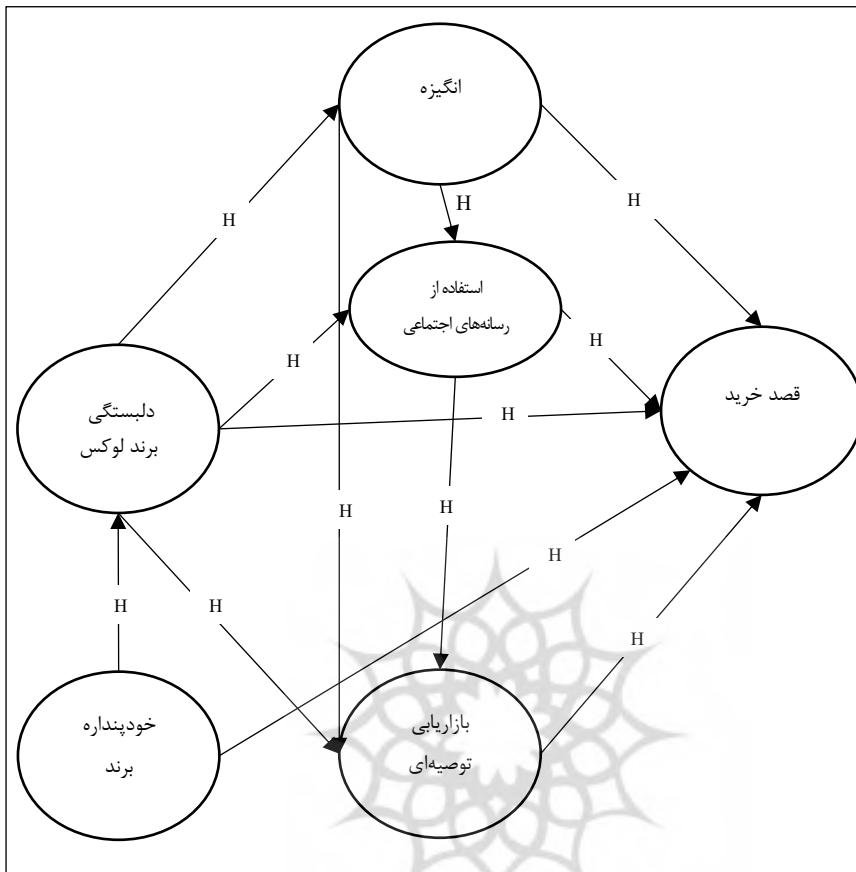 انگیزه
H
H
H
استفاده از
رسانه‌های اجتماعی
H
H
قصد خرید
دلبستگی
برند لوکس
H
H
H
H
H
H
H
بازاریابی
توصیه‌ای
خودپنداره
برند